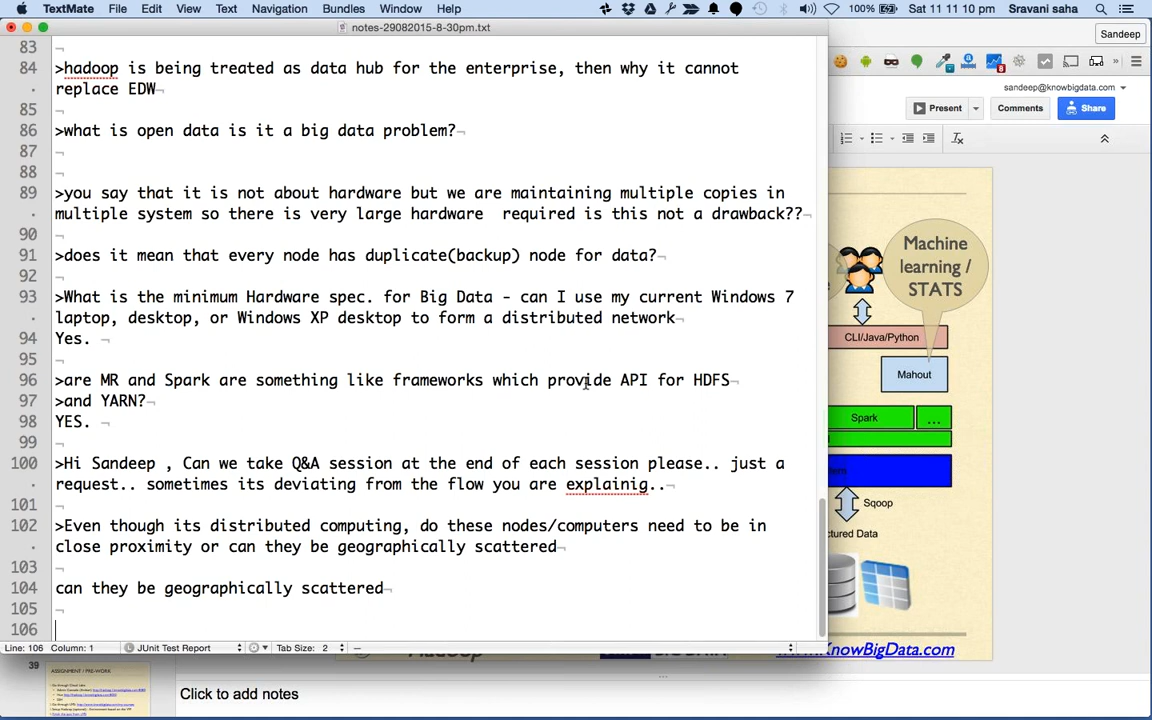 TextMate File Edit View Text Navigation Bundles Window Help 100% Sat 11 11 10 pm Sravani saha
notes-29082015-8-30pm.txt
Sandeep
sandeep@knowbigdata.com
Present Comments Share
83 ¬
84 >hadoop is being treated as data hub for the enterprise, then why it cannot
· replace EDW¬
85 ¬
86 >what is open data is it a big data problem?¬
87 ¬
88 ¬
89 >you say that it is not about hardware but we are maintaining multiple copies in
· multiple system so there is very large hardware  required is this not a drawback??¬
90 ¬
91 >does it mean that every node has duplicate(backup) node for data?¬
92 ¬
93 >What is the minimum Hardware spec. for Big Data - can I use my current Windows 7
· laptop, desktop, or Windows XP desktop to form a distributed network¬
94 Yes. ¬
95 ¬
96 >are MR and Spark are something like frameworks which provide API for HDFS¬
97 >and YARN?¬
98 YES. ¬
99 ¬
100 >Hi Sandeep , Can we take Q&A session at the end of each session please.. just a
· request.. sometimes its deviating from the flow you are explainig..¬
101 ¬
102 >Even though its distributed computing, do these nodes/computers need to be in
· close proximity or can they be geographically scattered¬
103 ¬
104 can they be geographically scattered¬
105 ¬
106
Line: 106 Column: 1 JUnit Test Report Tab Size: 2 —
Machine
learning /
STATS
CLI/Java/Python
Mahout
Spark ...
Sqoop
ctured Data
KnowBigData.com
39
ASSIGNMENT / PRE-WORK
Click to add notes